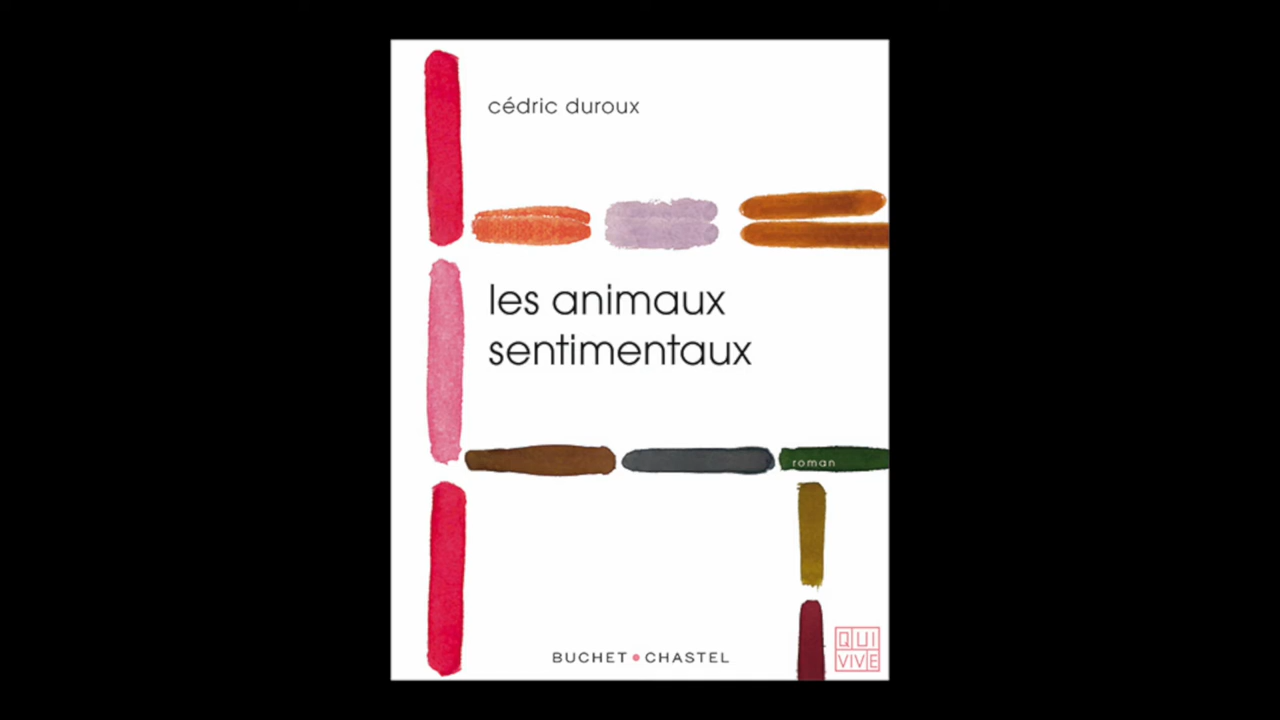 cédric duroux
les animaux
sentimentaux
roman
BUCHET • CHASTEL
QUI
VIVE